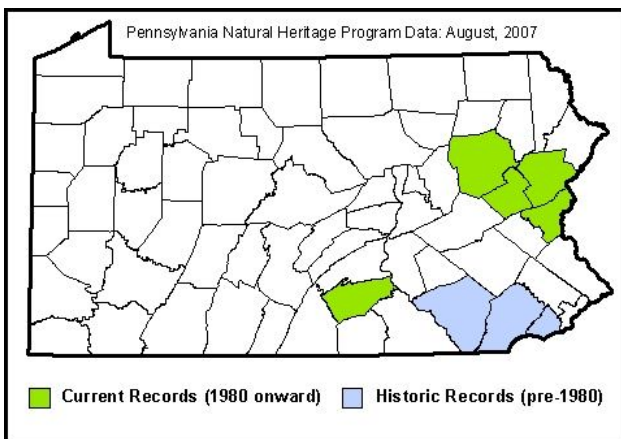 Pennsylvania Natural Heritage Program Data: August, 2007
Current Records (1980 onward) Historic Records (pre-1980)